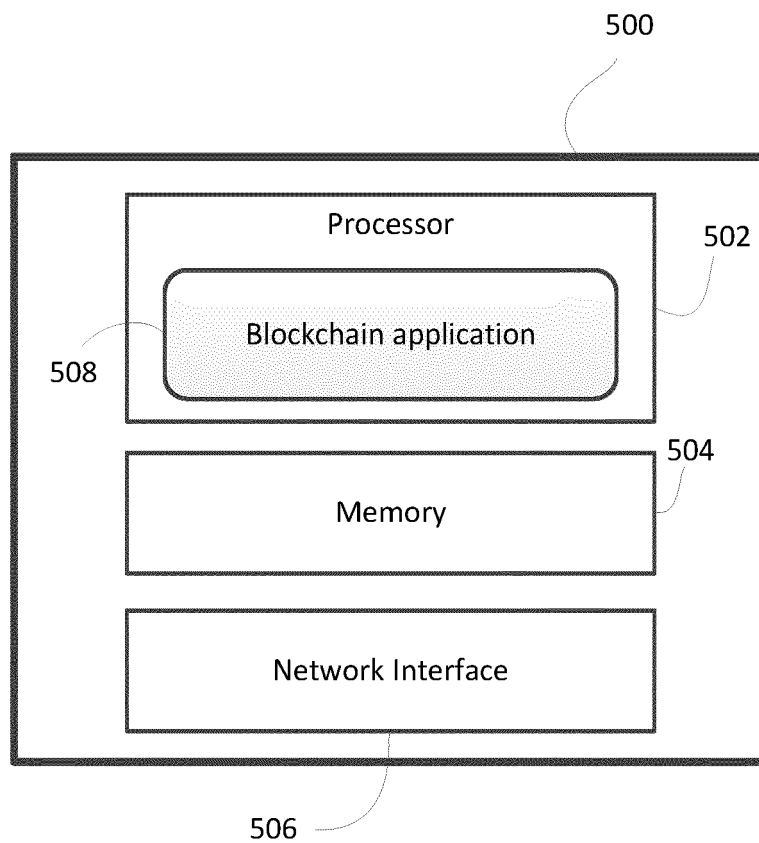 500
Processor
502
Blockchain application
508
504
Memory
Network Interface
506